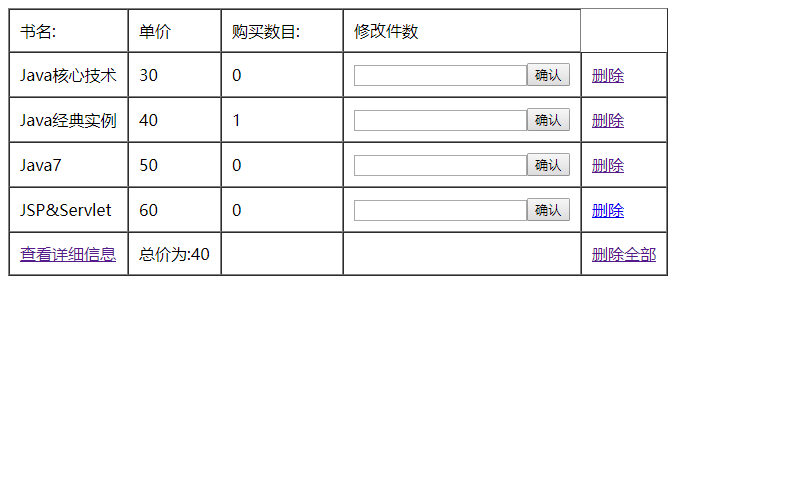 书名: 单价 购买数目: 修改件数
Java核心技术 30 0 确认 删除
Java经典实例 40 1 确认 删除
Java7 50 0 确认 删除
JSP&Servlet 60 0 确认 删除
查看详细信息 总价为:40 删除全部